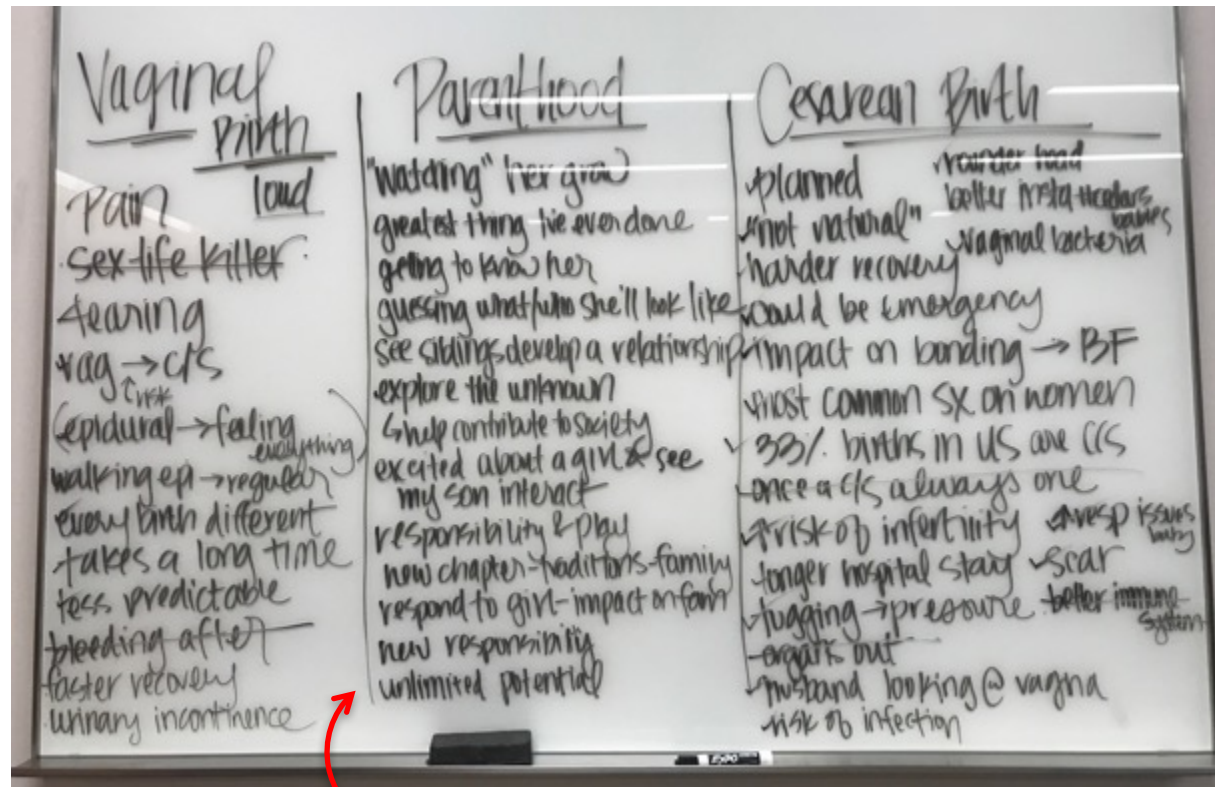 Vaginal
Birth
Pain
loud
sex-life killer
tearing
vag → c/s
↑ risk
(epidural → feeling
everything)
walking epi → regular
every birth different
takes a long time
less predictable
bleeding after
faster recovery
urinary incontinence
Parenthood
"watching" her grow
greatest thing I've ever done
getting to know her
guessing what/who she'll look like
see siblings develop a relationship
explore the unknown
↳ help contribute to society
excited about a girl & see
my son interact
responsibility & play
new chapter-traditions-family
respond to girl-impact on fam
new responsibility
unlimited potential
Cesarean Birth
planned
"not natural"
harder recovery
could be emergency
impact on bonding → BF
most common sx on women
33% births in US are C/S
once a c/s always one
↑ risk of infertility
longer hospital stay
tugging → pressure
organs out
husband looking @ vagina
risk of infection
rounder head
better insta
babies
vaginal bacteria
↑ resp issues
baby
scar
better immune
system
EXPO